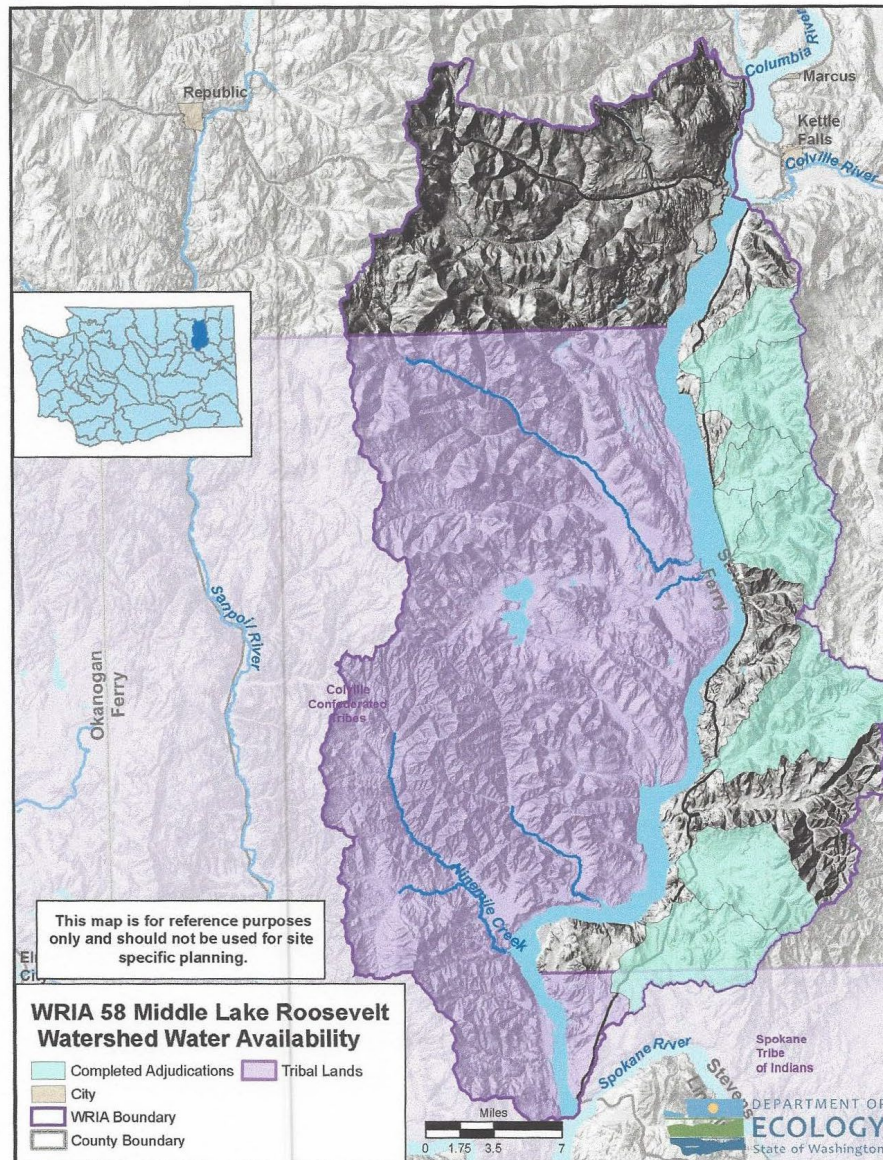 Columbia River
Republic
Marcus
Kettle
Falls
Colville River
Sanpoil River
Okanogan
Ferry
Ferry
Colville
Confederated
Tribes
Ninemile Creek
This map is for reference purposes
only and should not be used for site
specific planning.
City
WRIA 58 Middle Lake Roosevelt
Watershed Water Availability
Completed Adjudications
Tribal Lands
City
WRIA Boundary
County Boundary
Miles
0 1.75 3.5 7
Spokane River
Spokane
Tribe
of Indians
Stevens
DEPARTMENT OF
ECOLOGY
State of Washington